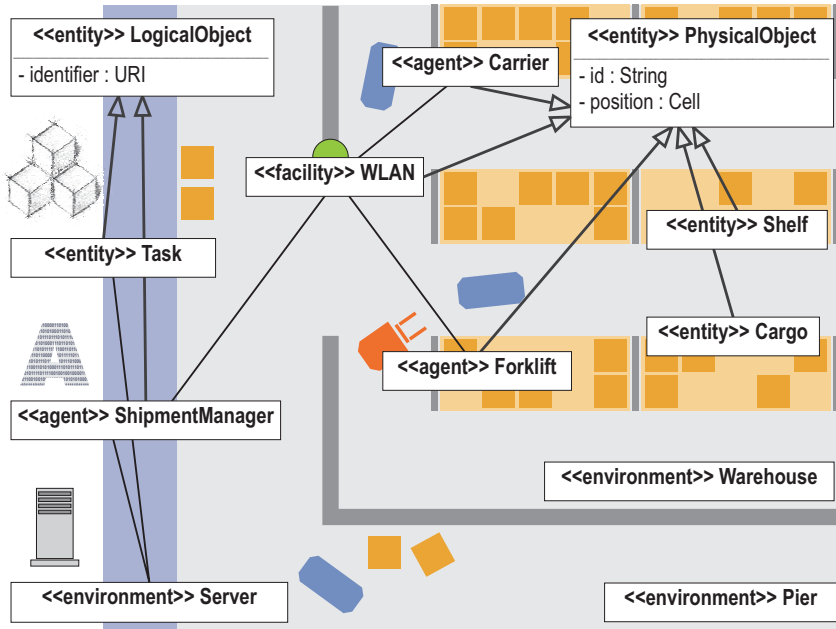 <<entity>> LogicalObject
- identifier : URI
<<agent>> Carrier
<<entity>> PhysicalObject
- id : String
- position : Cell
<<facility>> WLAN
<<entity>> Task
<<entity>> Shelf
<<entity>> Cargo
<<agent>> Forklift
<<agent>> ShipmentManager
<<environment>> Warehouse
<<environment>> Server
<<environment>> Pier